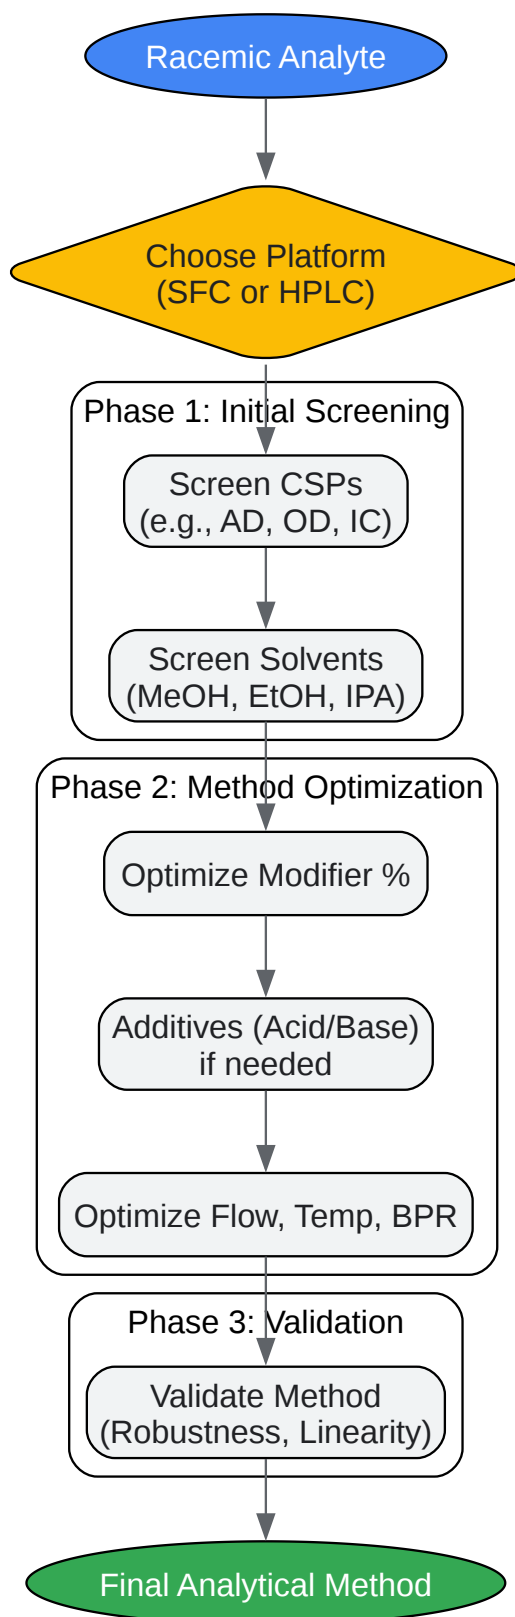 Racemic Analyte
Choose Platform
(SFC or HPLC)
Phase 1: Initial Screening
Screen CSPs
(e.g., AD, OD, IC)
Screen Solvents
(MeOH, EtOH, IPA)
Phase 2: Method Optimization
Optimize Modifier %
Additives (Acid/Base)
if needed
Optimize Flow, Temp, BPR
Phase 3: Validation
Validate Method
(Robustness, Linearity)
Final Analytical Method